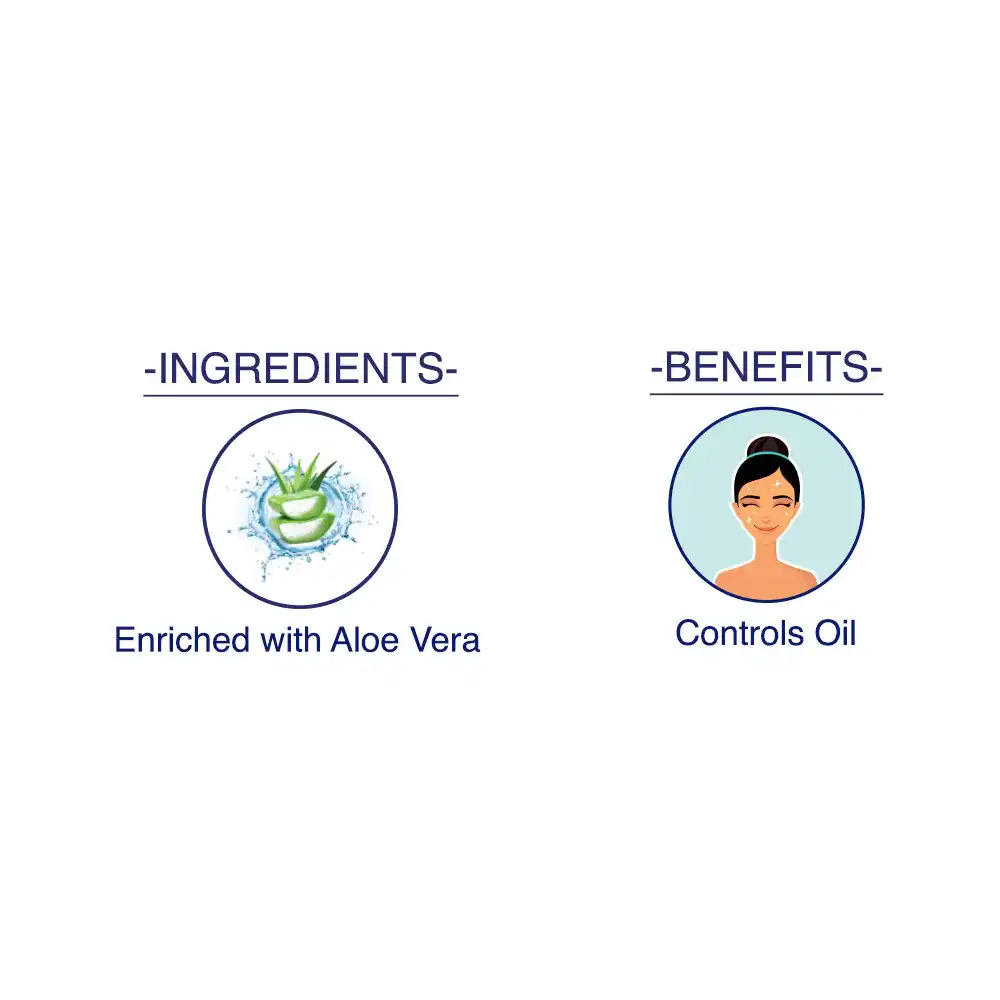 -INGREDIENTS-
Enriched with Aloe Vera
-BENEFITS-
Controls Oil